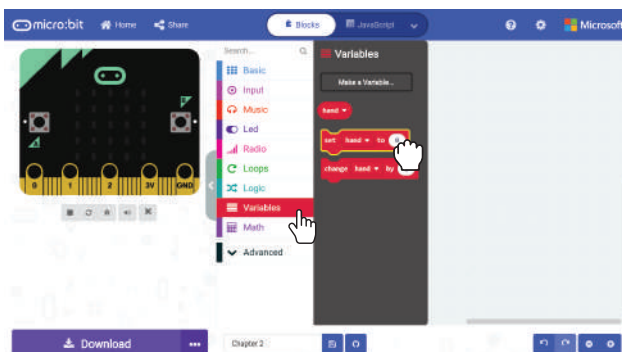 micro:bit Home Share Blocks JavaScript Microsoft
Search...
Basic
Input
Music
Led
Radio
Loops
Logic
Variables
Math
Advanced
Variables
Make a Variable...
hand
set hand to
change hand by
0 1 2 3V GND
Download
Chapter 2